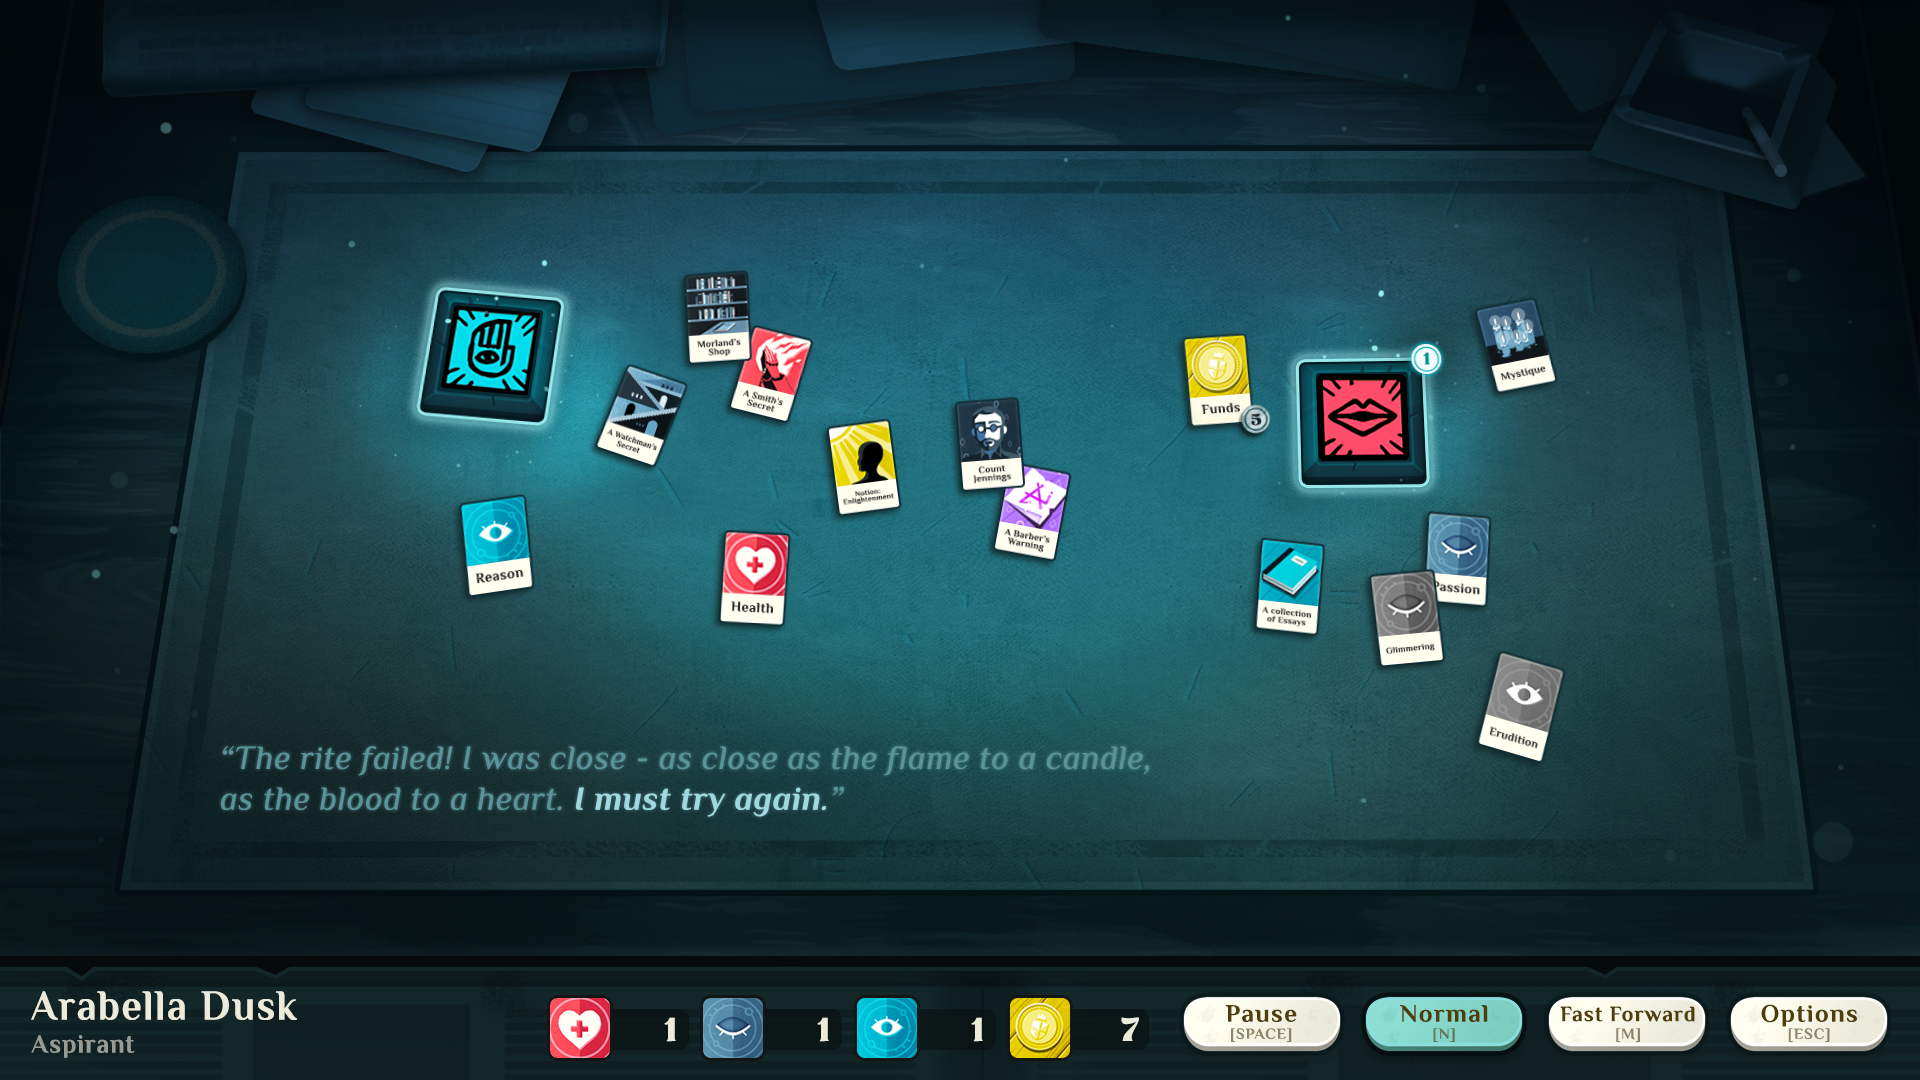 Morland's
Shop
A Smith's
Secret
A Watchman's
Secret
Mystique
Funds
5
1
Notion:
Enlightenment
Count
Jennings
A Barber's
Warning
Reason
Health
A collection
of Essays
Passion
Glimmering
Erudition
“The rite failed! I was close - as close as the flame to a candle,
as the blood to a heart. I must try again.”
Arabella Dusk
Aspirant
1
1
1
7
Pause
[SPACE]
Normal
[N]
Fast Forward
[M]
Options
[ESC]